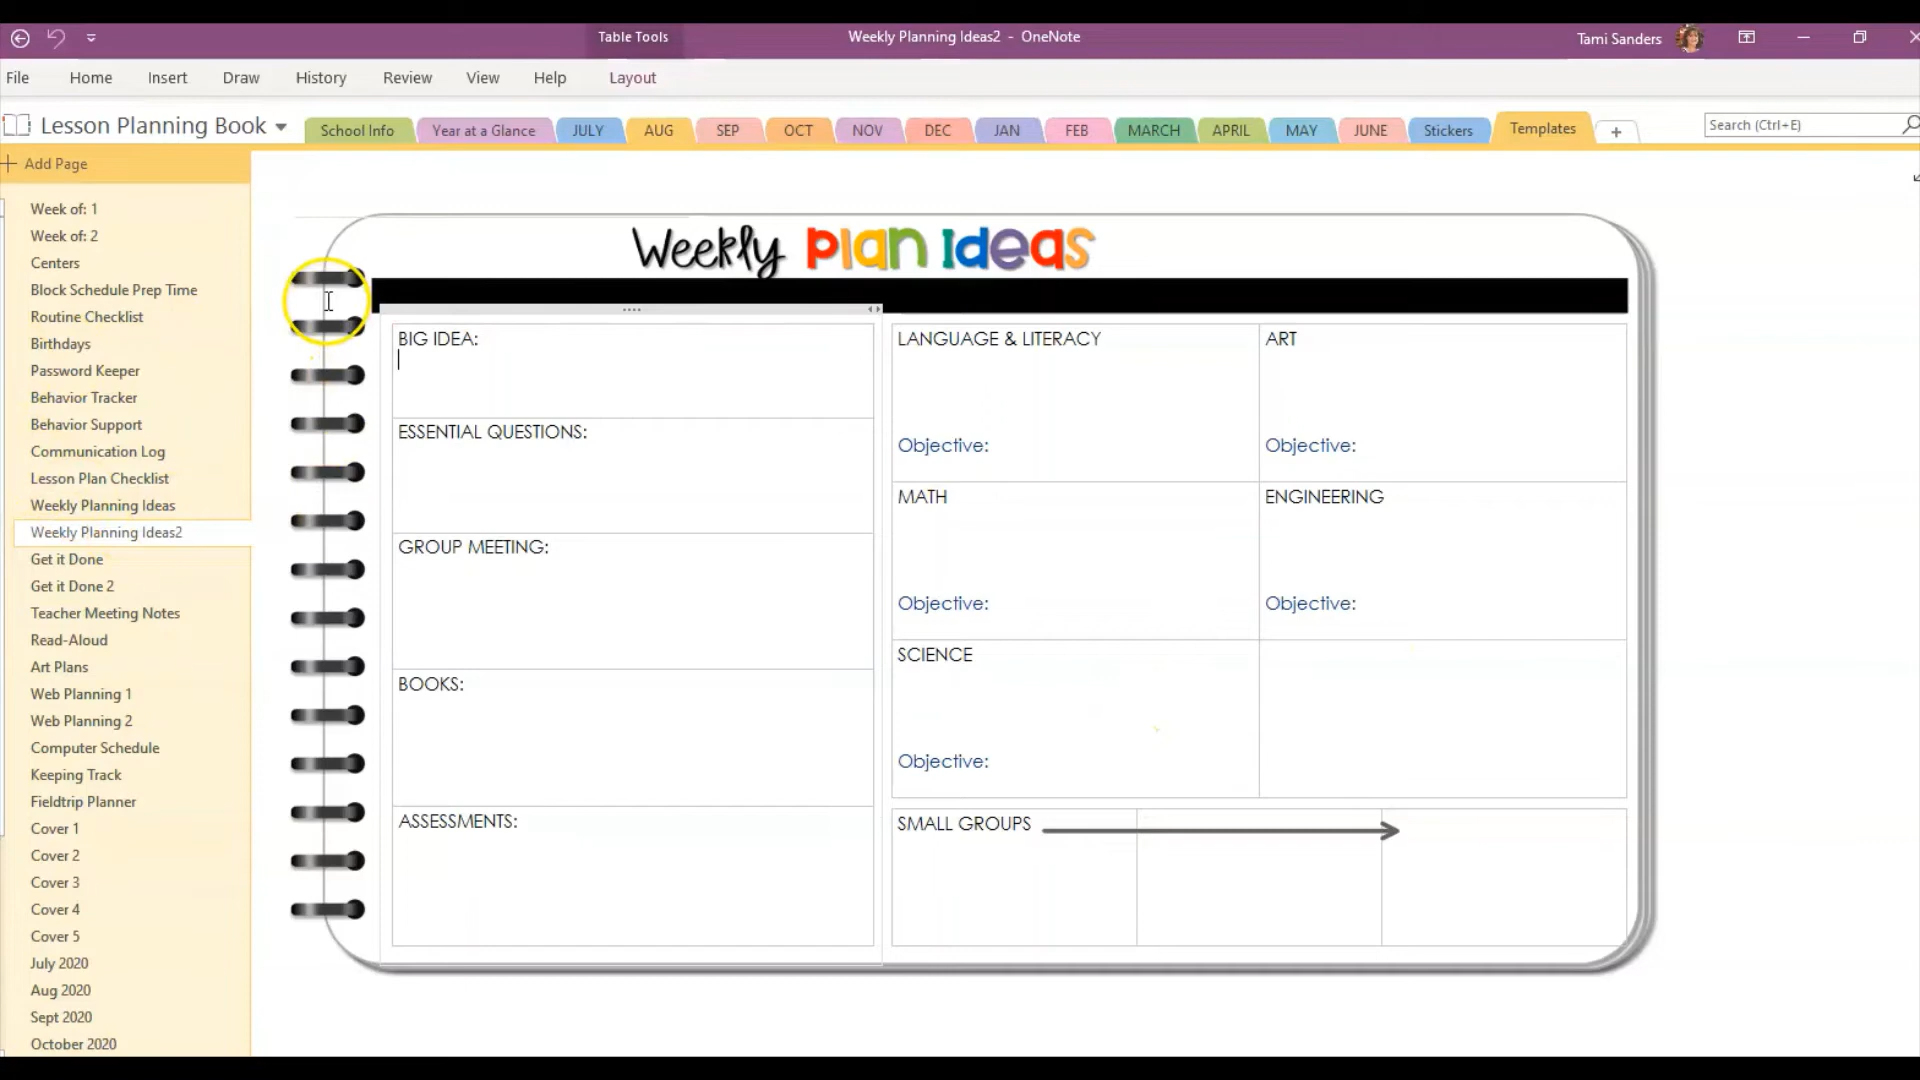 Table Tools
Weekly Planning Ideas2 - OneNote
Tami Sanders
File Home Insert Draw History Review View Help Layout
Lesson Planning Book
School Info Year at a Glance JULY AUG SEP OCT NOV DEC JAN FEB MARCH APRIL MAY JUNE Stickers Templates +
Search (Ctrl+E)
Add Page
Week of: 1
Week of: 2
Centers
Block Schedule Prep Time
Routine Checklist
Birthdays
Password Keeper
Behavior Tracker
Behavior Support
Communication Log
Lesson Plan Checklist
Weekly Planning Ideas
Weekly Planning Ideas2
Get it Done
Get it Done 2
Teacher Meeting Notes
Read-Aloud
Art Plans
Web Planning 1
Web Planning 2
Computer Schedule
Keeping Track
Fieldtrip Planner
Cover 1
Cover 2
Cover 3
Cover 4
Cover 5
July 2020
Aug 2020
Sept 2020
October 2020
Weekly Plan Ideas
BIG IDEA:
ESSENTIAL QUESTIONS:
GROUP MEETING:
BOOKS:
ASSESSMENTS:
LANGUAGE & LITERACY
Objective:
ART
Objective:
MATH
Objective:
ENGINEERING
Objective:
SCIENCE
Objective:
SMALL GROUPS